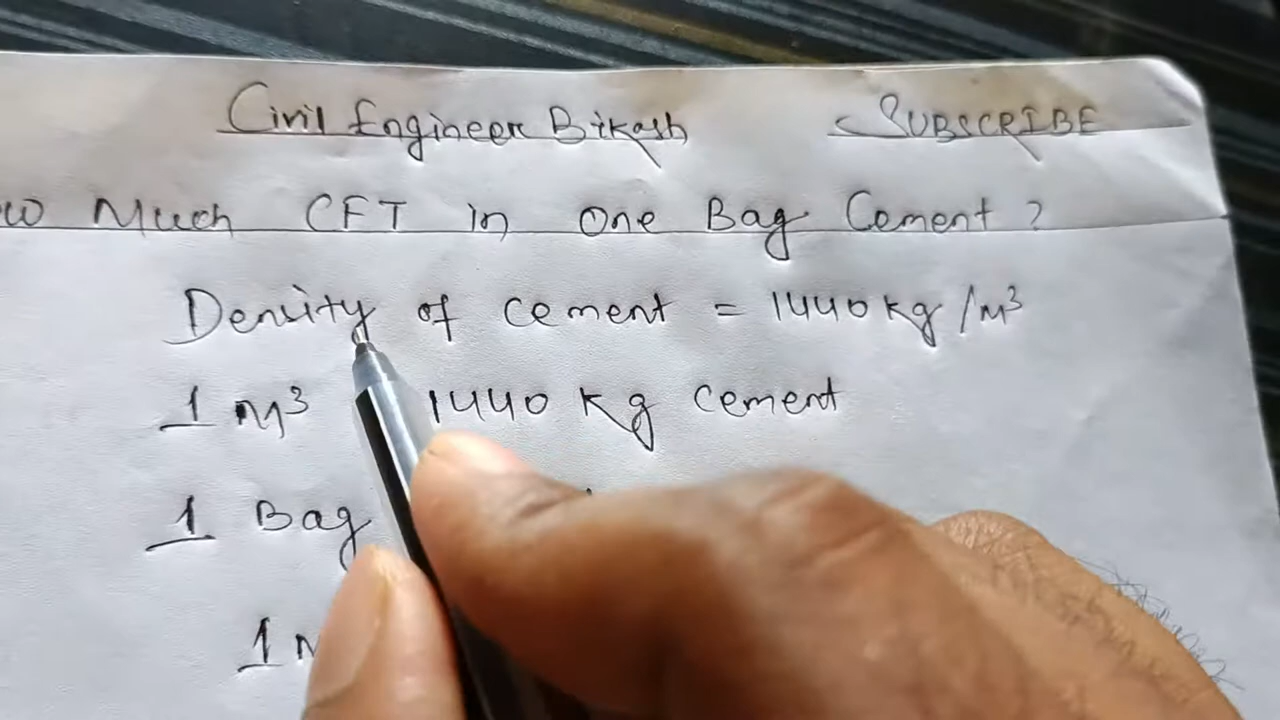 Civil Engineer Bikash SUBSCRIBE
Much CFT in One Bag Cement ?
Density of cement = 1440 kg/m³
1 m³ 1440 kg cement
1 Bag
1